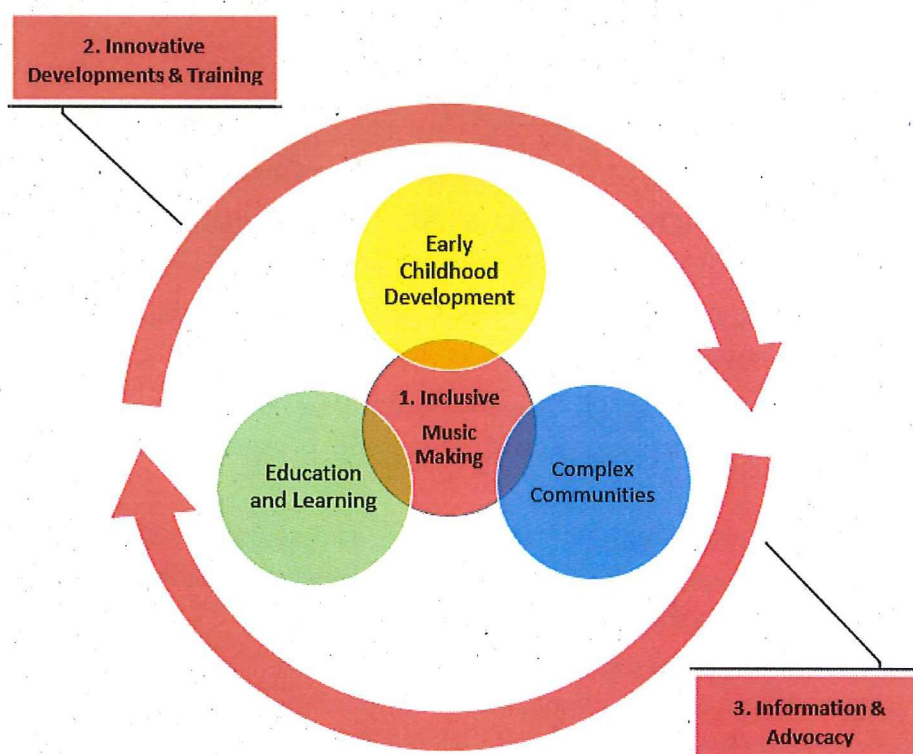 2. Innovative
Developments & Training
Early
Childhood
Development
1. Inclusive
Music
Making
Education
and Learning
Complex
Communities
3. Information &
Advocacy